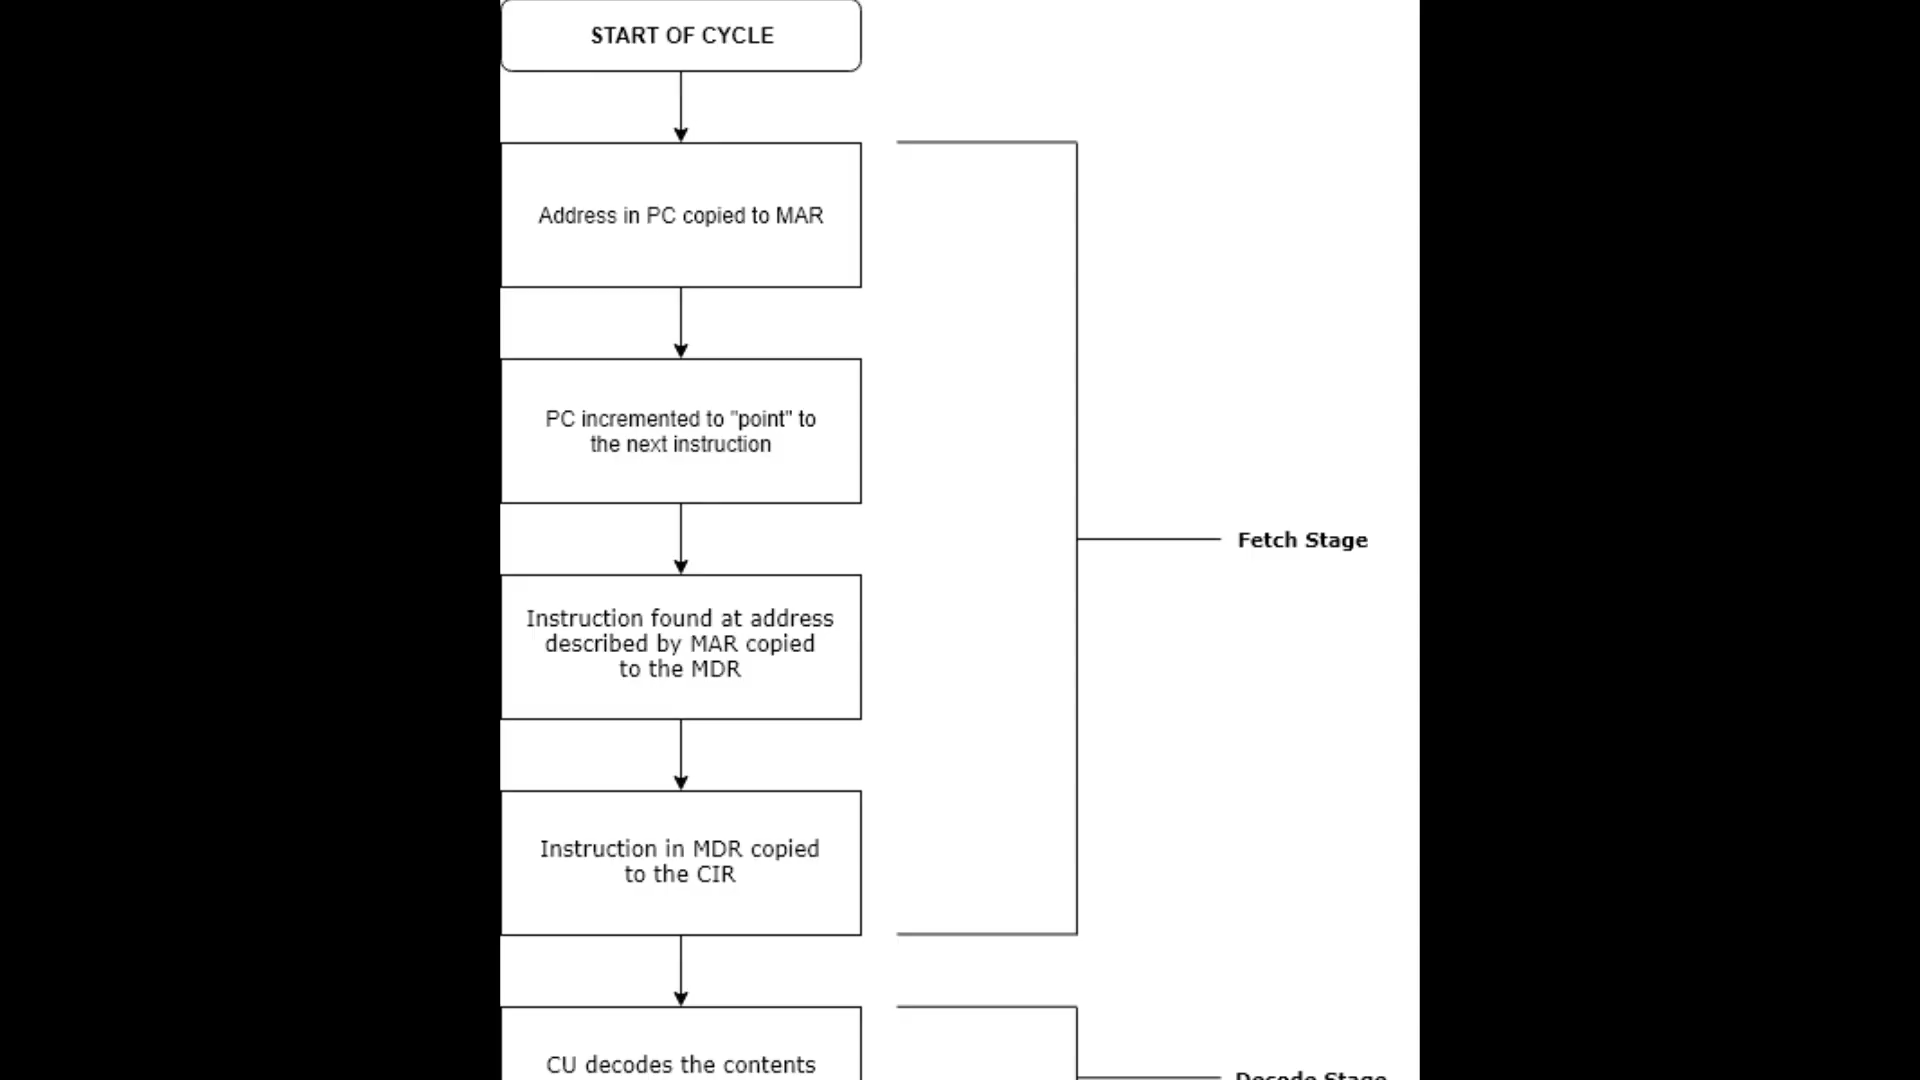 START OF CYCLE
Address in PC copied to MAR
PC incremented to "point" to
the next instruction
Fetch Stage
Instruction found at address
described by MAR copied
to the MDR
Instruction in MDR copied
to the CIR
CU decodes the contents
Decode Stage